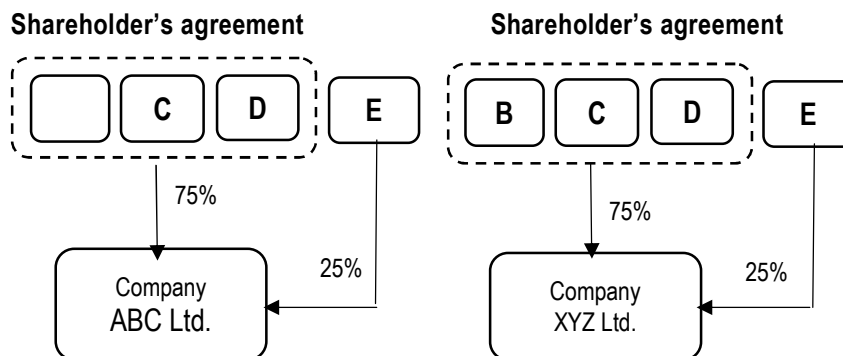 Shareholder's agreement
Shareholder's agreement
C D E
B C D E
75%
75%
25%
25%
Company
ABC Ltd.
Company
XYZ Ltd.